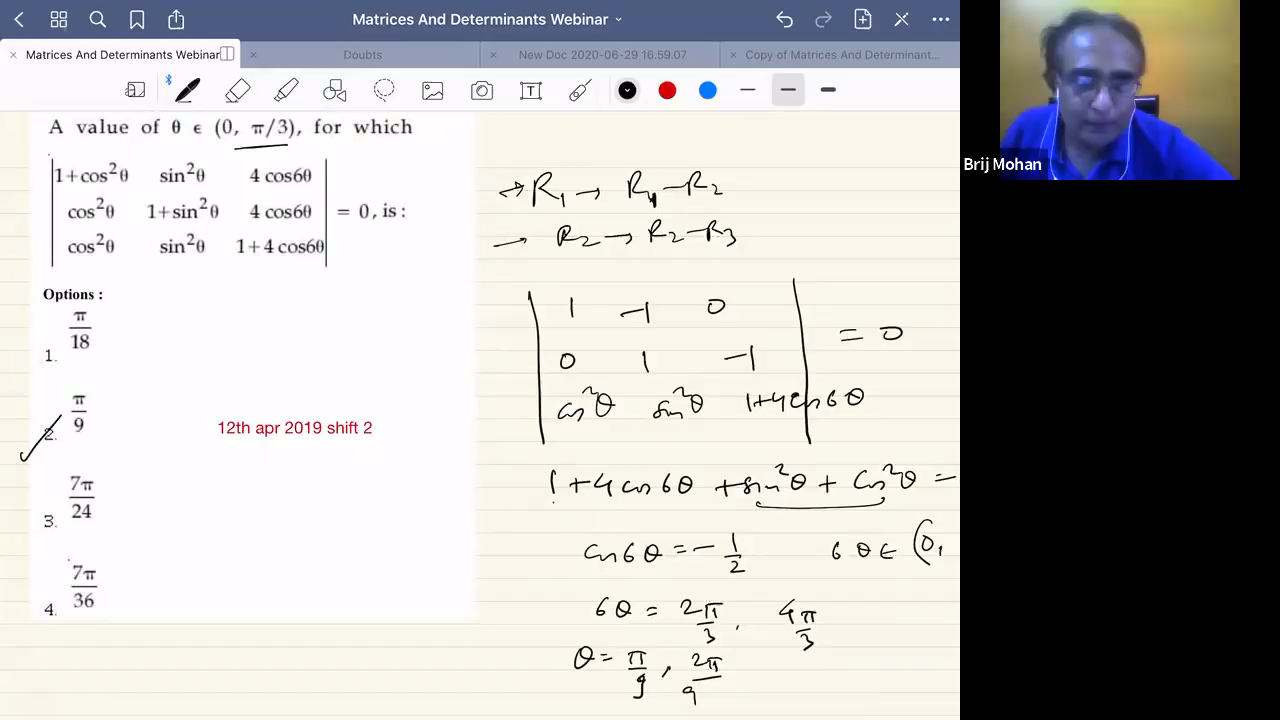 Matrices And Determinants Webinar
Matrices And Determinants Webinar
Doubts
New Doc 2020-06-29 16.59.07
Copy of Matrices And Determinant...
T
Brij Mohan
A value of θ ϵ (0, π/3), for which
1+cos²θ sin²θ 4 cos6θ
cos²θ 1+sin²θ 4 cos6θ = 0, is :
cos²θ sin²θ 1+4 cos6θ
Options :
1. π/18
2. π/9
3. 7π/24
4. 7π/36
12th apr 2019 shift 2
→ R₁ → R₁ – R₂
→ R₂ → R₂ – R₃
1 –1 0
0 1 –1 = 0
cos²θ sin²θ 1+4cos6θ
1+4cos6θ +sin²θ + cos²θ =
cos6θ = –1/2 6θ ∈ (0,
6θ = 2π/3, 4π/3
θ = π/9, 2π/9